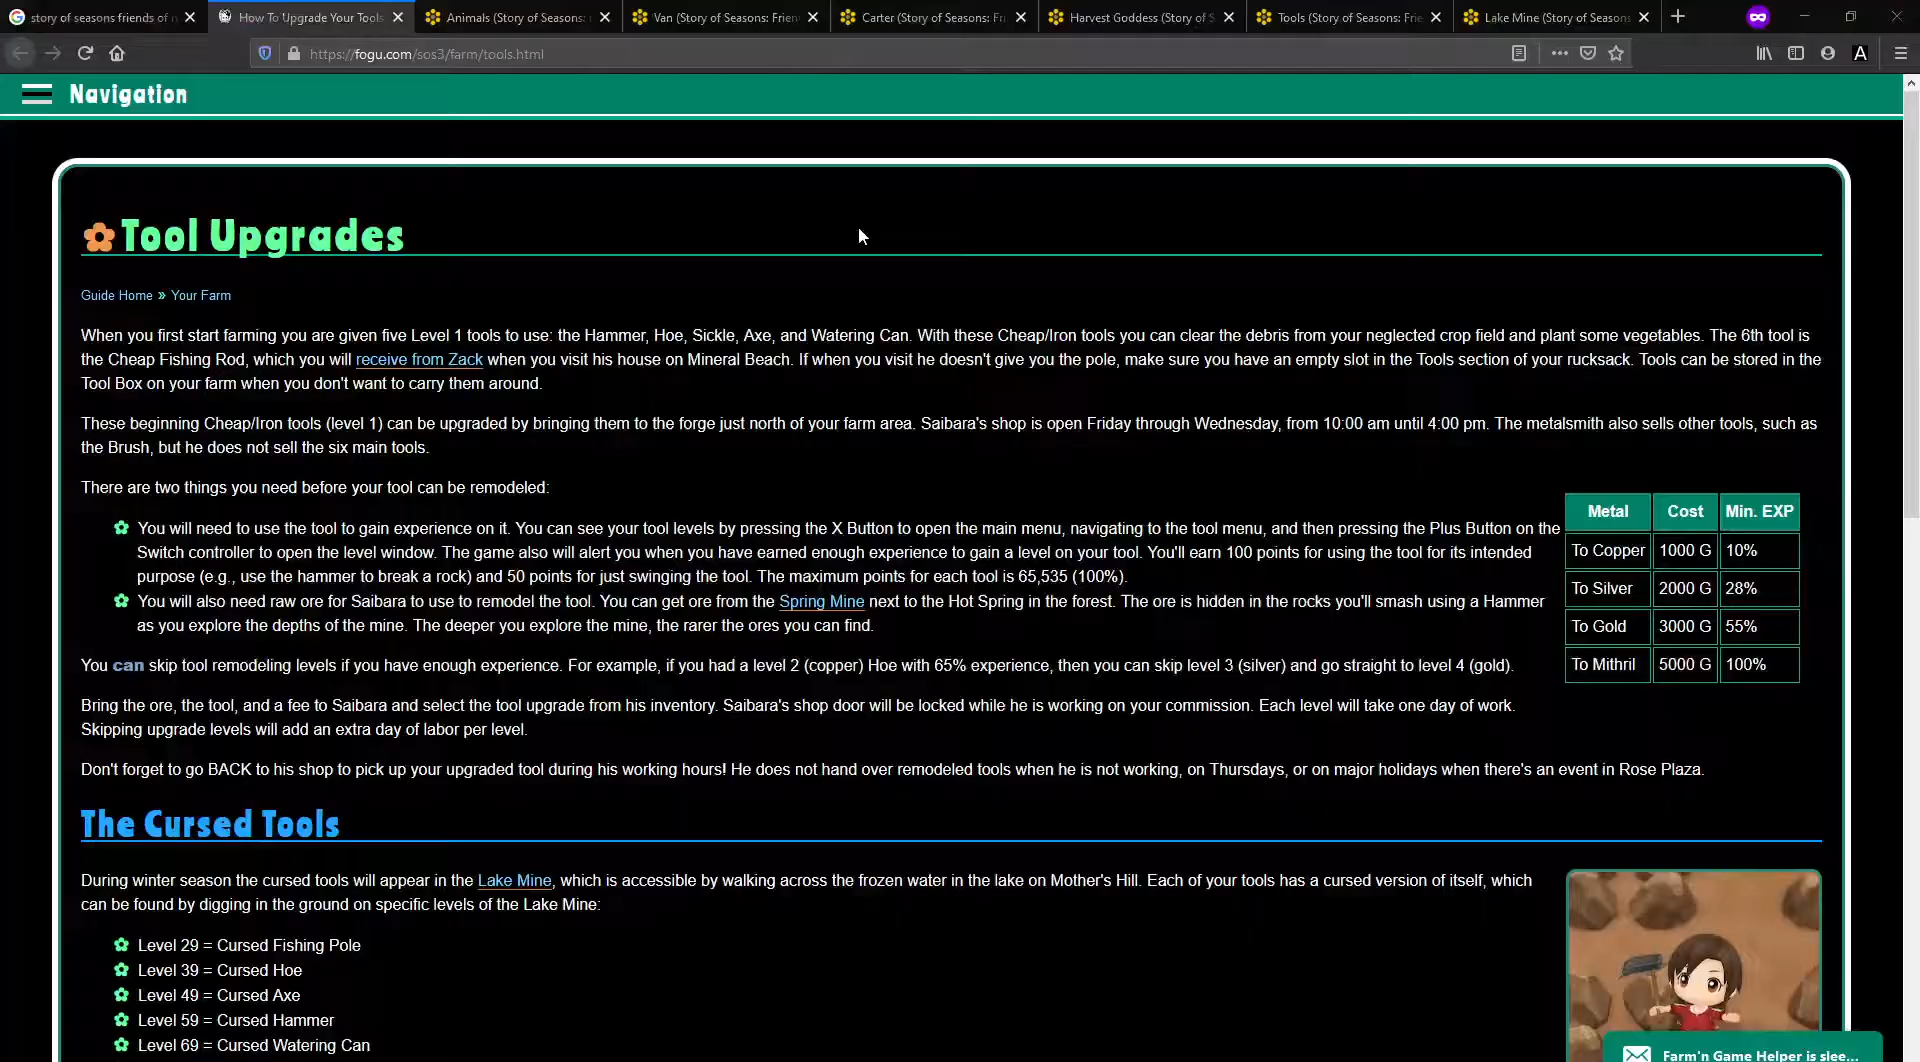 story of seasons friends of
How To Upgrade Your Tools
Animals (Story of Seasons:
Van (Story of Seasons: Frien
Carter (Story of Seasons: Fr
Harvest Goddess (Story of S
Tools (Story of Seasons: Frie
Lake Mine (Story of Seasons
https://fogu.com/sos3/farm/tools.html
A
Navigation
Tool Upgrades
Guide Home » Your Farm
When you first start farming you are given five Level 1 tools to use: the Hammer, Hoe, Sickle, Axe, and Watering Can. With these Cheap/Iron tools you can clear the debris from your neglected crop field and plant some vegetables. The 6th tool is
the Cheap Fishing Rod, which you will receive from Zack when you visit his house on Mineral Beach. If when you visit he doesn't give you the pole, make sure you have an empty slot in the Tools section of your rucksack. Tools can be stored in the
Tool Box on your farm when you don't want to carry them around.
These beginning Cheap/Iron tools (level 1) can be upgraded by bringing them to the forge just north of your farm area. Saibara's shop is open Friday through Wednesday, from 10:00 am until 4:00 pm. The metalsmith also sells other tools, such as
the Brush, but he does not sell the six main tools.
There are two things you need before your tool can be remodeled:
You will need to use the tool to gain experience on it. You can see your tool levels by pressing the X Button to open the main menu, navigating to the tool menu, and then pressing the Plus Button on the
Switch controller to open the level window. The game also will alert you when you have earned enough experience to gain a level on your tool. You'll earn 100 points for using the tool for its intended
purpose (e.g., use the hammer to break a rock) and 50 points for just swinging the tool. The maximum points for each tool is 65,535 (100%).
You will also need raw ore for Saibara to use to remodel the tool. You can get ore from the Spring Mine next to the Hot Spring in the forest. The ore is hidden in the rocks you'll smash using a Hammer
as you explore the depths of the mine. The deeper you explore the mine, the rarer the ores you can find.
Metal Cost Min. EXP
To Copper 1000 G 10%
To Silver 2000 G 28%
To Gold 3000 G 55%
To Mithril 5000 G 100%
You can skip tool remodeling levels if you have enough experience. For example, if you had a level 2 (copper) Hoe with 65% experience, then you can skip level 3 (silver) and go straight to level 4 (gold).
Bring the ore, the tool, and a fee to Saibara and select the tool upgrade from his inventory. Saibara's shop door will be locked while he is working on your commission. Each level will take one day of work.
Skipping upgrade levels will add an extra day of labor per level.
Don't forget to go BACK to his shop to pick up your upgraded tool during his working hours! He does not hand over remodeled tools when he is not working, on Thursdays, or on major holidays when there's an event in Rose Plaza.
The Cursed Tools
During winter season the cursed tools will appear in the Lake Mine, which is accessible by walking across the frozen water in the lake on Mother's Hill. Each of your tools has a cursed version of itself, which
can be found by digging in the ground on specific levels of the Lake Mine:
Level 29 = Cursed Fishing Pole
Level 39 = Cursed Hoe
Level 49 = Cursed Axe
Level 59 = Cursed Hammer
Level 69 = Cursed Watering Can
Farm'n Game Helper is slee...